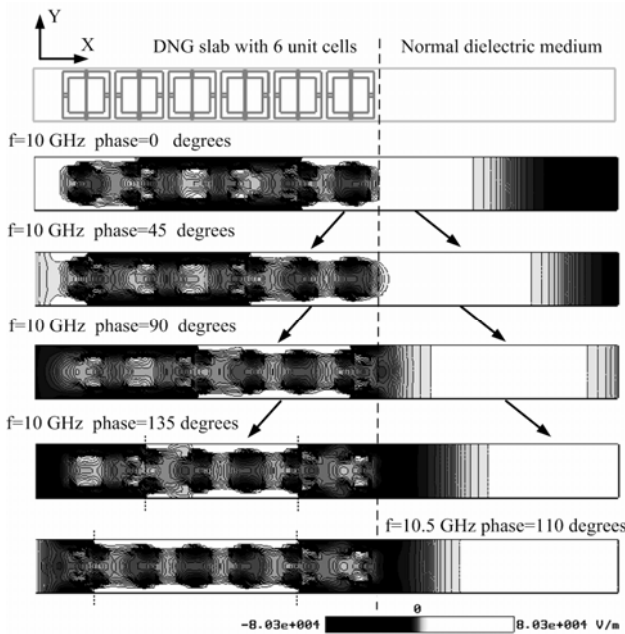 Y
X
DNG slab with 6 unit cells
Normal dielectric medium
f=10 GHz phase=0 degrees
f=10 GHz phase=45 degrees
f=10 GHz phase=90 degrees
f=10 GHz phase=135 degrees
f=10.5 GHz phase=110 degrees
0
-8.03e+004
8.03e+004 V/m